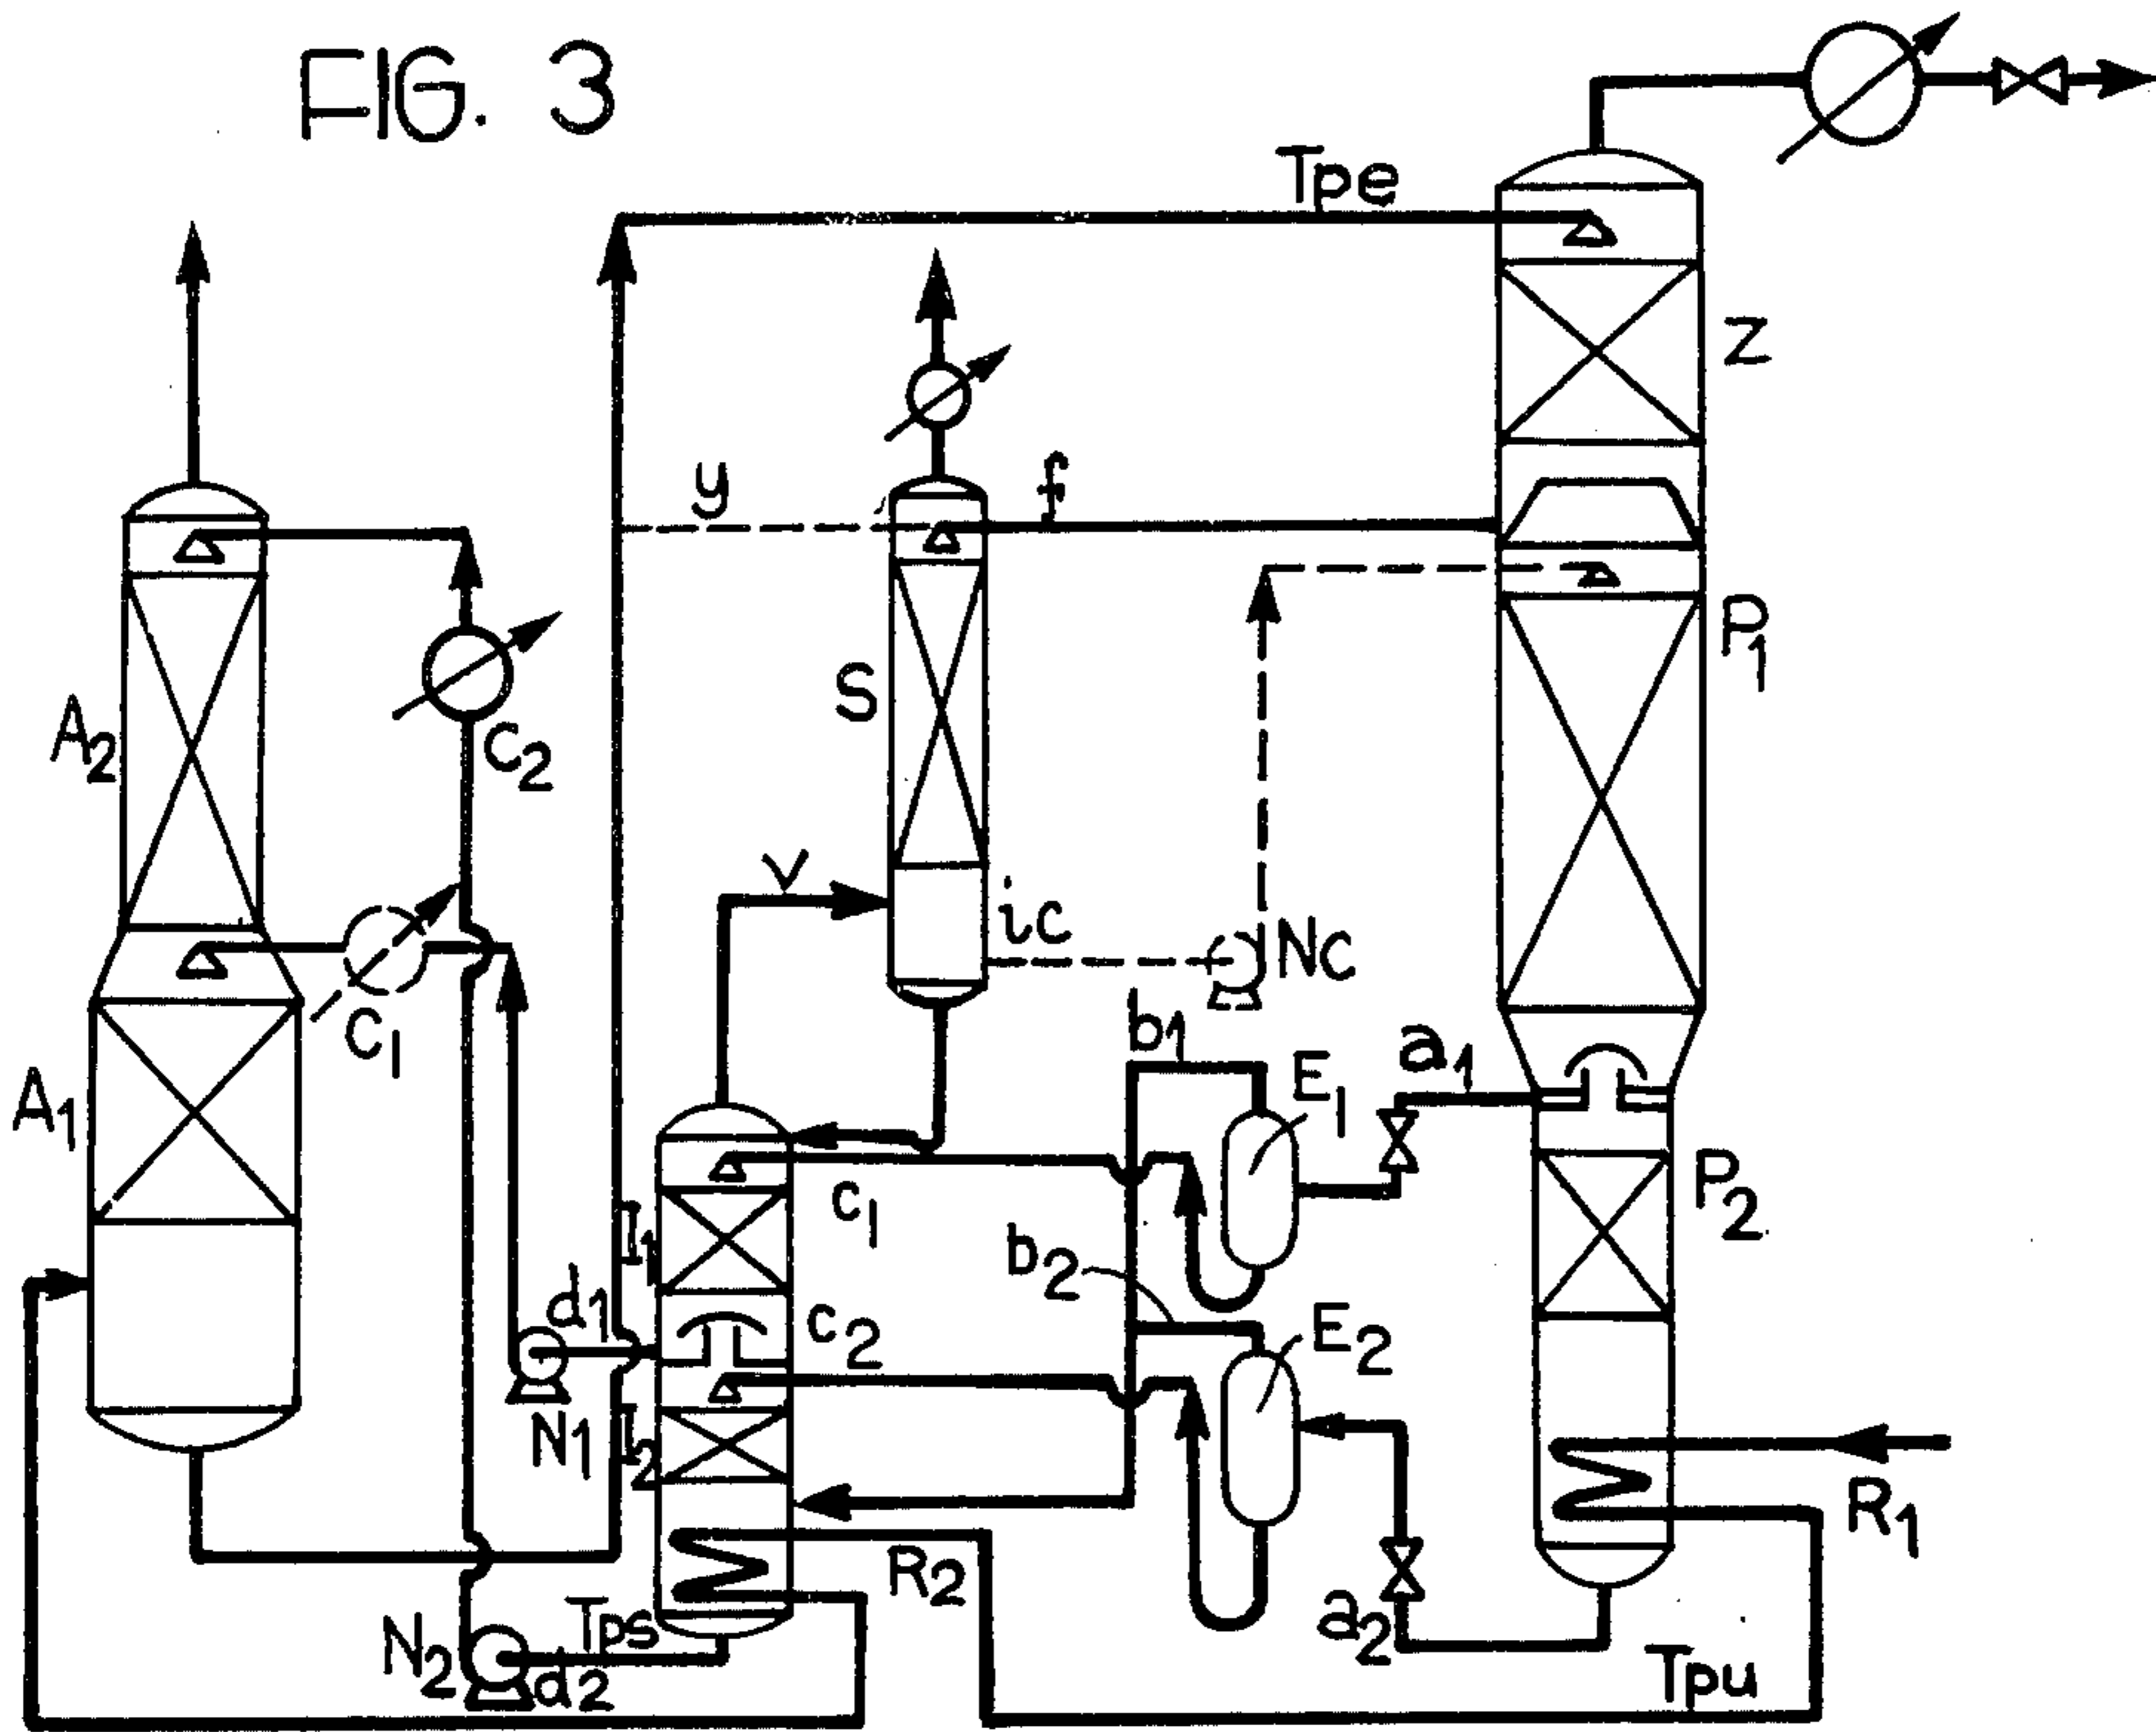 FIG. 3
Tpe
Z
y
f
P1
S
A2
C2
V
ic
NC
C1
b1
a1
E1
A1
P2
c1
I1
b2
d1
c2
E2
N1
I2
R1
R2
Tps
a2
N2
d2
Tpu